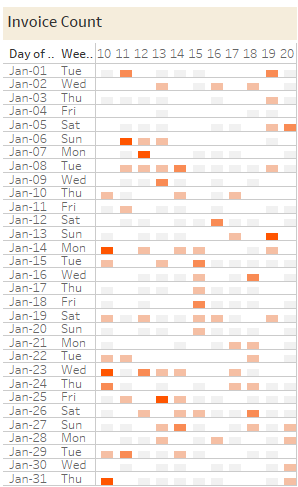 Invoice Count
Day of .. Wee.. 10 11 12 13 14 15 16 17 18 19 20
Jan-01 Tue
Jan-02 Wed
Jan-03 Thu
Jan-04 Fri
Jan-05 Sat
Jan-06 Sun
Jan-07 Mon
Jan-08 Tue
Jan-09 Wed
Jan-10 Thu
Jan-11 Fri
Jan-12 Sat
Jan-13 Sun
Jan-14 Mon
Jan-15 Tue
Jan-16 Wed
Jan-17 Thu
Jan-18 Fri
Jan-19 Sat
Jan-20 Sun
Jan-21 Mon
Jan-22 Tue
Jan-23 Wed
Jan-24 Thu
Jan-25 Fri
Jan-26 Sat
Jan-27 Sun
Jan-28 Mon
Jan-29 Tue
Jan-30 Wed
Jan-31 Thu